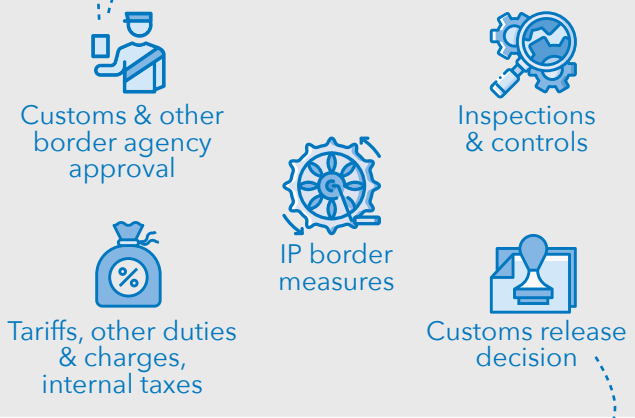 Customs & other
border agency
approval
Inspections
& controls
IP border
measures
Tariffs, other duties
& charges,
internal taxes
Customs release
decision